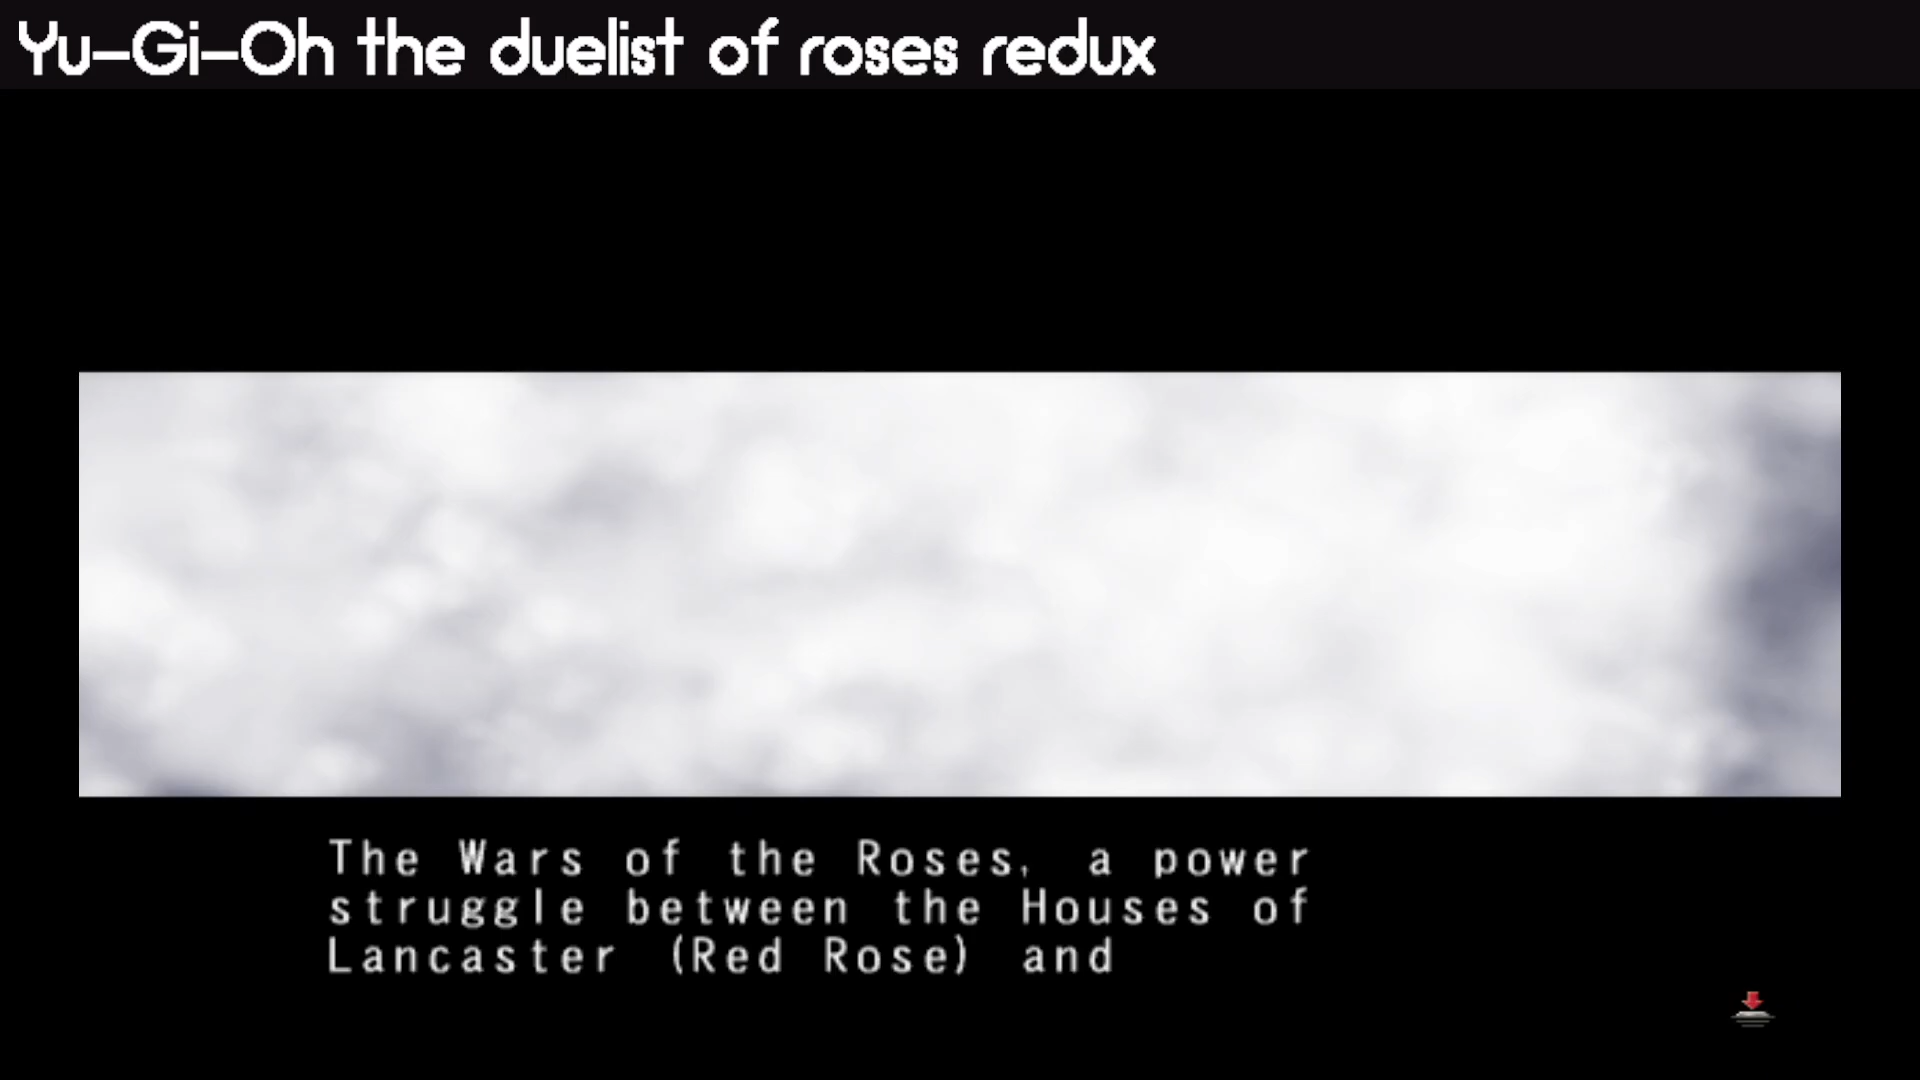 Yu-Gi-Oh the duelist of roses redux
The Wars of the Roses, a power
struggle between the Houses of
Lancaster (Red Rose) and